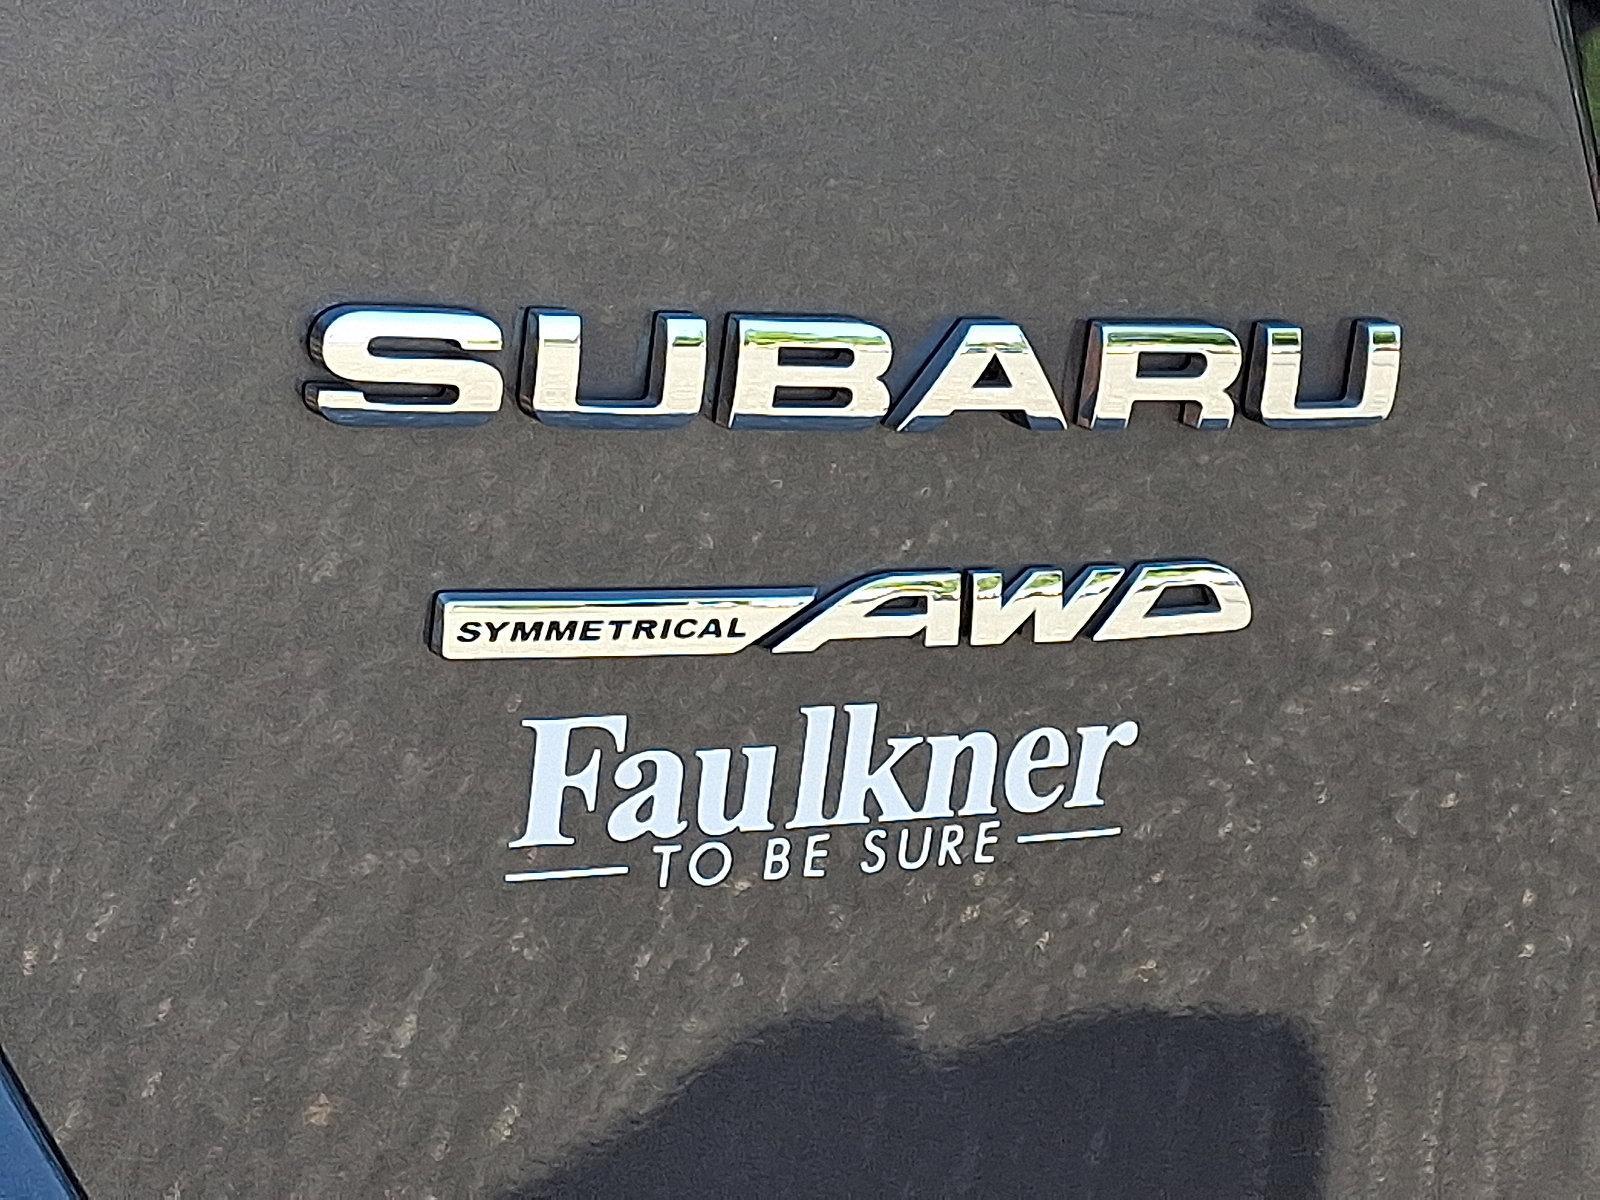 SUBARU
SYMMETRICAL AWD
Faulkner
TO BE SURE